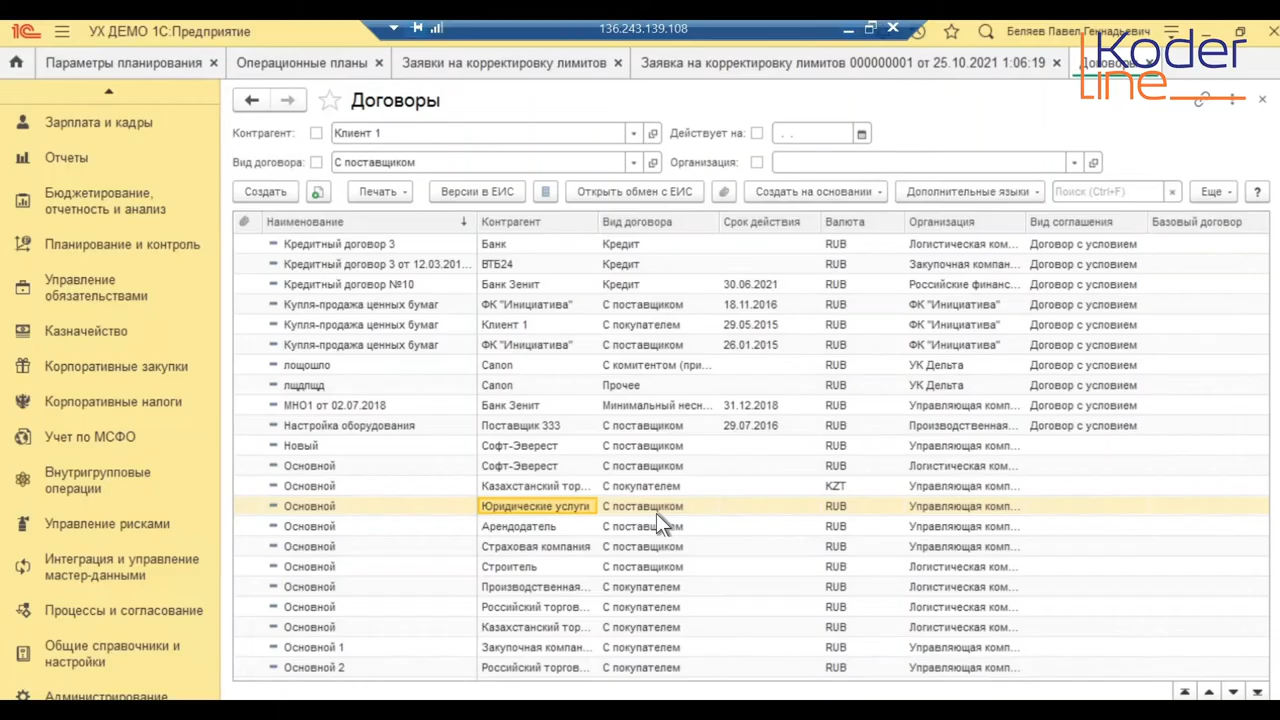 УХ ДЕМО 1С:Предприятие
136.243.139.108
Беляев Павел Геннадьевич
Koder
line
Параметры планирования ×
Операционные планы ×
Заявки на корректировку лимитов ×
Заявка на корректировку лимитов 000000001 от 25.10.2021 1:06:19 ×
Зарплата и кадры
Отчеты
Бюджетирование,
отчетность и анализ
Планирование и контроль
Управление
обязательствами
Казначейство
Корпоративные закупки
Корпоративные налоги
Учет по МСФО
Внутригрупповые
операции
Управление рисками
Интеграция и управление
мастер-данными
Процессы и согласование
Общие справочники и
настройки
Администрирование
Договоры
Контрагент: Клиент 1 Действует на: . .
Вид договора: С поставщиком Организация:
Создать Печать Версии в ЕИС Открыть обмен с ЕИС Создать на основании Дополнительные языки Поиск (Ctrl+F) × Еще ?
Наименование ↓ Контрагент Вид договора Срок действия Валюта Организация Вид соглашения Базовый договор
Кредитный договор 3 Банк Кредит RUB Логистическая ком... Договор с условием
Кредитный договор 3 от 12.03.201... ВТБ24 Кредит RUB Закупочная компан... Договор с условием
Кредитный договор №10 Банк Зенит Кредит 30.06.2021 RUB Российские финанс... Договор с условием
Купля-продажа ценных бумаг ФК "Инициатива" С поставщиком 18.11.2016 RUB ФК "Инициатива" Договор с условием
Купля-продажа ценных бумаг Клиент 1 С покупателем 29.05.2015 RUB ФК "Инициатива" Договор с условием
Купля-продажа ценных бумаг ФК "Инициатива" С поставщиком 26.01.2015 RUB УК Дельта Договор с условием
лощошло Canon С комитентом (при... RUB УК Дельта Договор с условием
лщдлщд Canon Прочее RUB УК Дельта Договор с условием
МНО1 от 02.07.2018 Банк Зенит Минимальный несн... 31.12.2018 RUB Управляющая комп... Договор с условием
Настройка оборудования Поставщик 333 С поставщиком 29.07.2016 RUB Производственная... Договор с условием
Новый Софт-Эверест С поставщиком RUB Управляющая комп...
Основной Софт-Эверест С поставщиком RUB Логистическая ком...
Основной Казахстанский тор... С покупателем KZT Управляющая комп...
Основной Юридические услуги С поставщиком RUB Управляющая комп...
Основной Арендодатель С поставщиком RUB Управляющая комп...
Основной Страховая компания С поставщиком RUB Управляющая комп...
Основной Строитель С поставщиком RUB Логистическая ком...
Основной Производственная... С покупателем RUB Логистическая ком...
Основной Российский торгов... С покупателем RUB Логистическая ком...
Основной Казахстанский тор... С покупателем RUB Логистическая ком...
Основной 1 Закупочная компан... С покупателем RUB Управляющая комп...
Основной 2 Российский торгов... С покупателем RUB Управляющая комп...